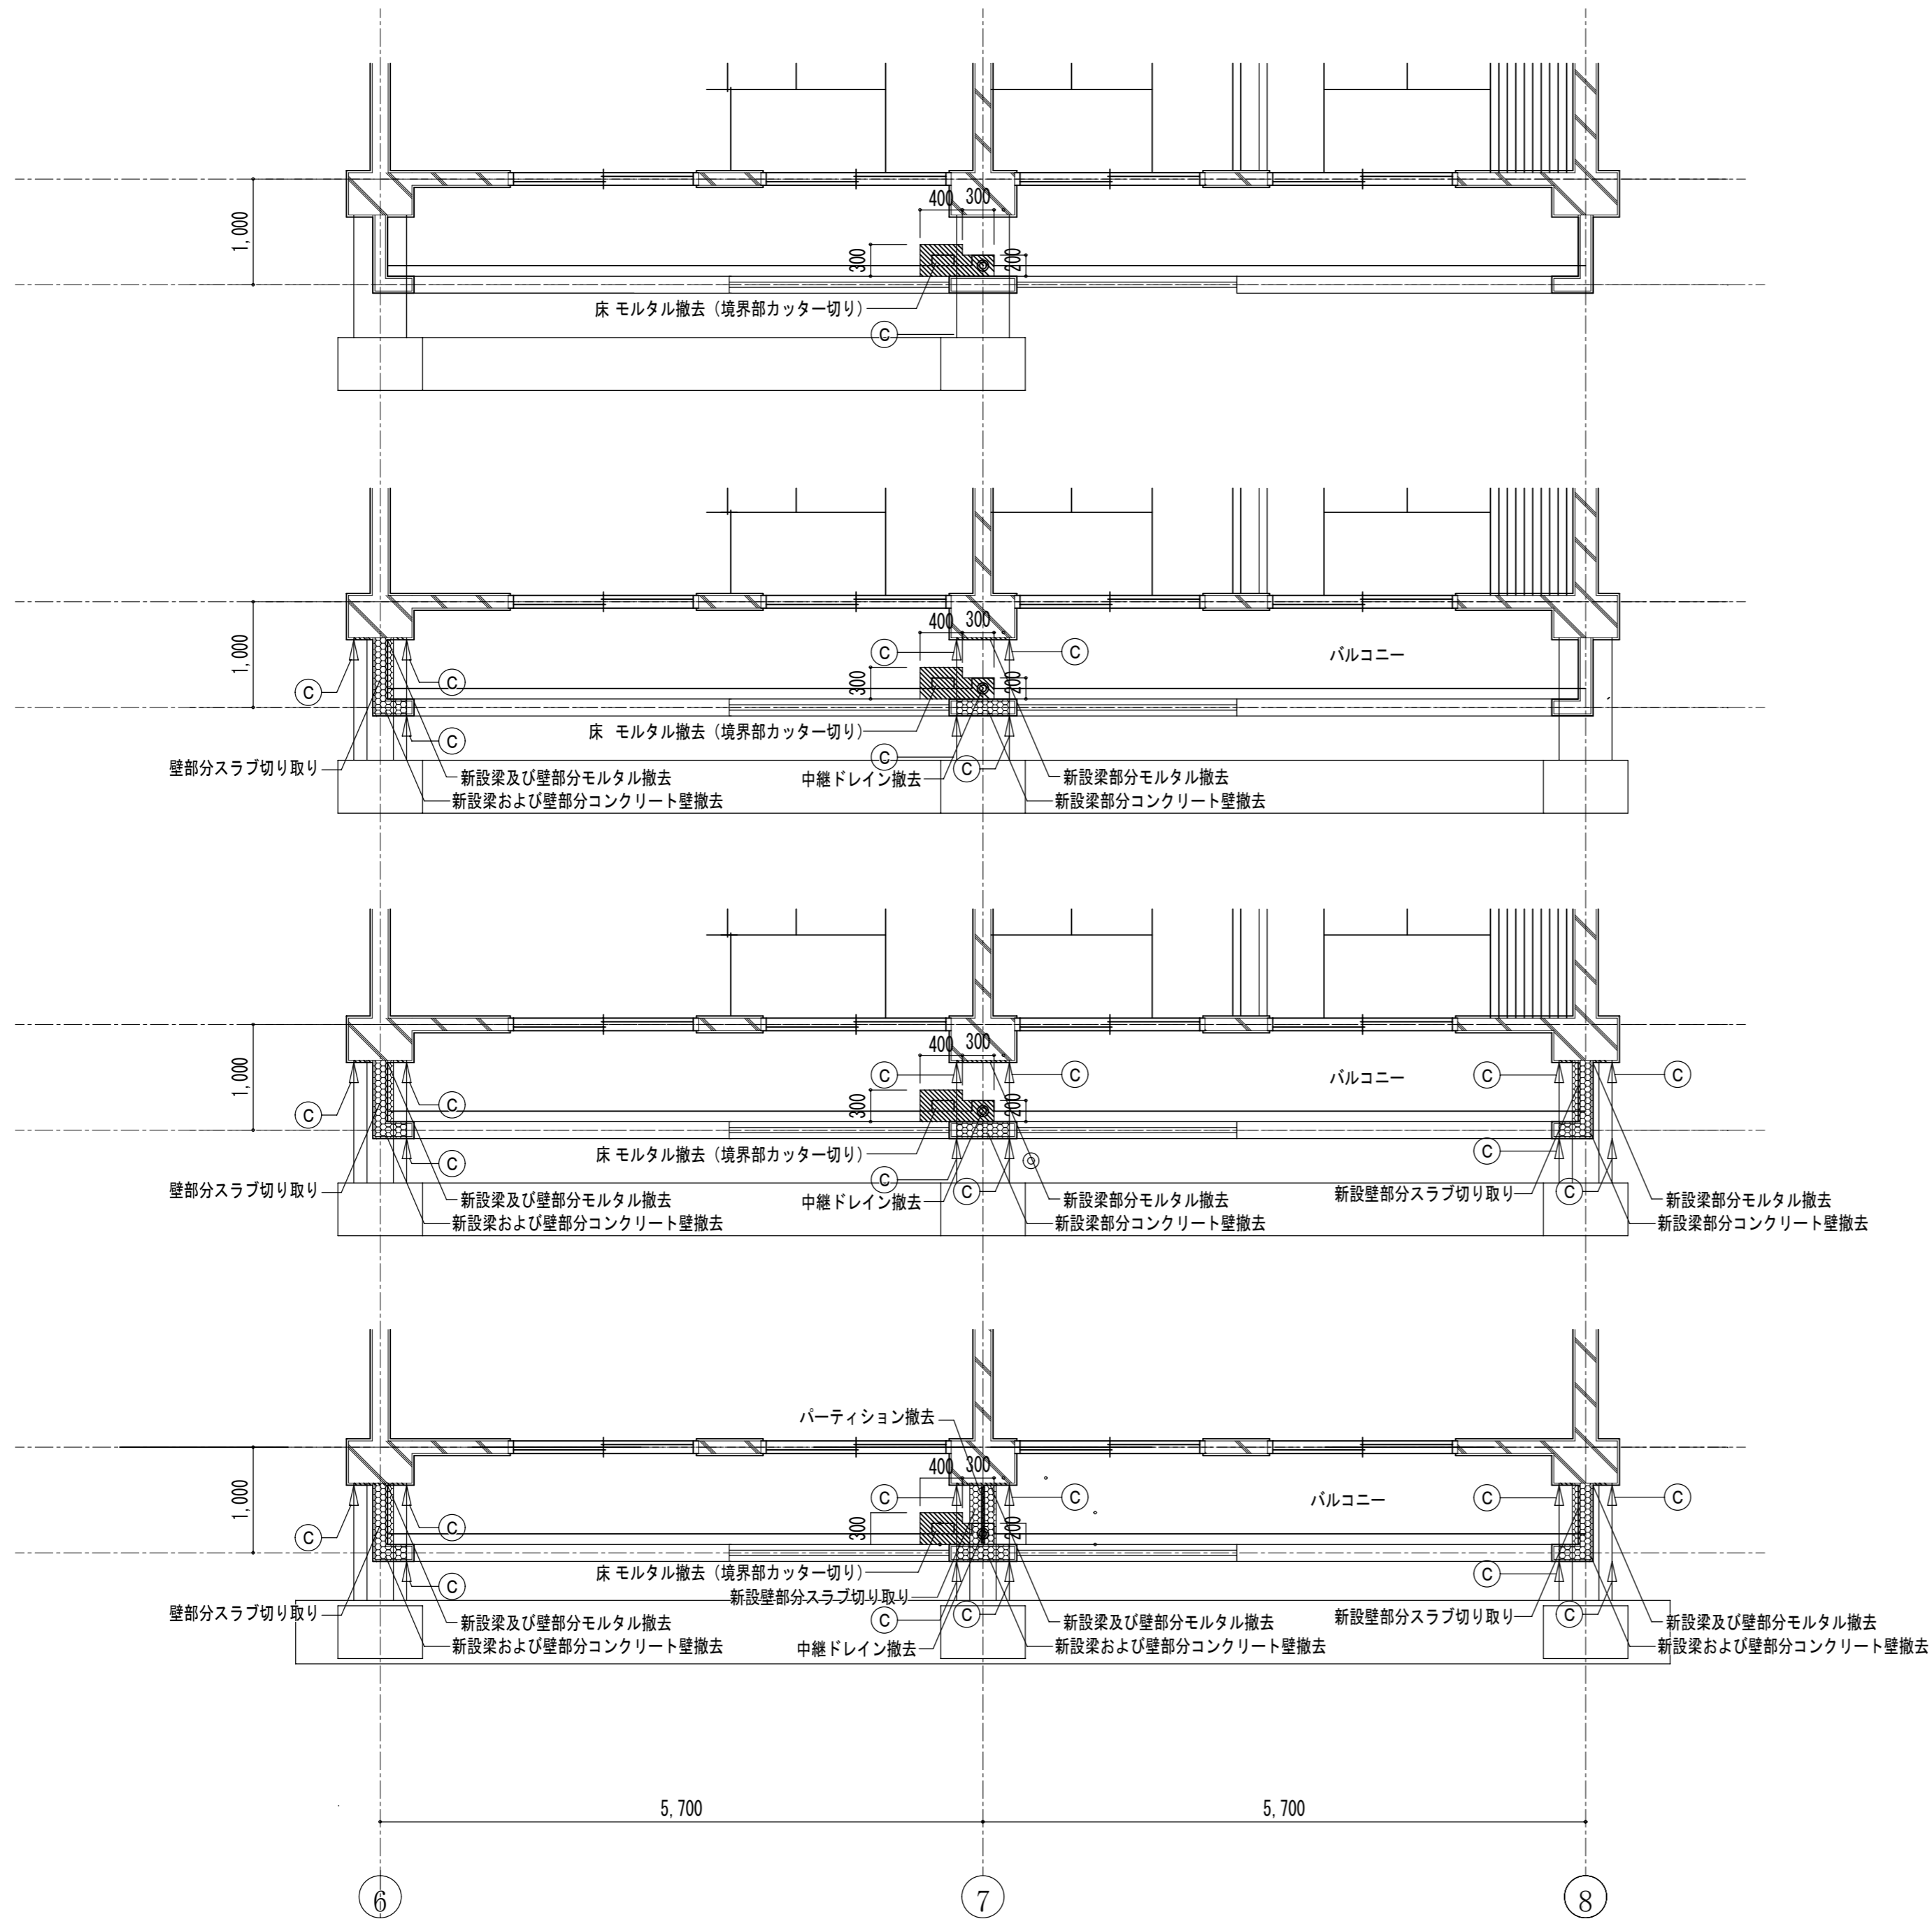 400 300
1,000
300
200
床 モルタル撤去（境界部カッター切り）
C
400 300
1,000
C
C
バルコニー
C
C
300
200
床 モルタル撤去（境界部カッター切り）
C
C
C
壁部分スラブ切り取り
新設梁及び壁部分モルタル撤去
新設梁および壁部分コンクリート壁撤去
中継ドレイン撤去
新設梁部分モルタル撤去
新設梁部分コンクリート壁撤去
400 300
1,000
C
C
バルコニー
C
C
C
C
300
200
床 モルタル撤去（境界部カッター切り）
C
C
C
C
C
壁部分スラブ切り取り
新設梁及び壁部分モルタル撤去
新設梁および壁部分コンクリート壁撤去
中継ドレイン撤去
新設梁部分モルタル撤去
新設梁部分コンクリート壁撤去
新設壁部分スラブ切り取り
新設梁部分モルタル撤去
新設梁部分コンクリート壁撤去
パーティション撤去
400 300
1,000
C
C
バルコニー
C
C
C
C
300
200
床 モルタル撤去（境界部カッター切り）
C
C
新設壁部分スラブ切り取り
C
C
C
壁部分スラブ切り取り
新設梁及び壁部分モルタル撤去
新設梁および壁部分コンクリート壁撤去
中継ドレイン撤去
新設梁及び壁部分モルタル撤去
新設梁および壁部分コンクリート壁撤去
新設壁部分スラブ切り取り
新設梁及び壁部分モルタル撤去
新設梁および壁部分コンクリート壁撤去
5,700
5,700
6
7
8